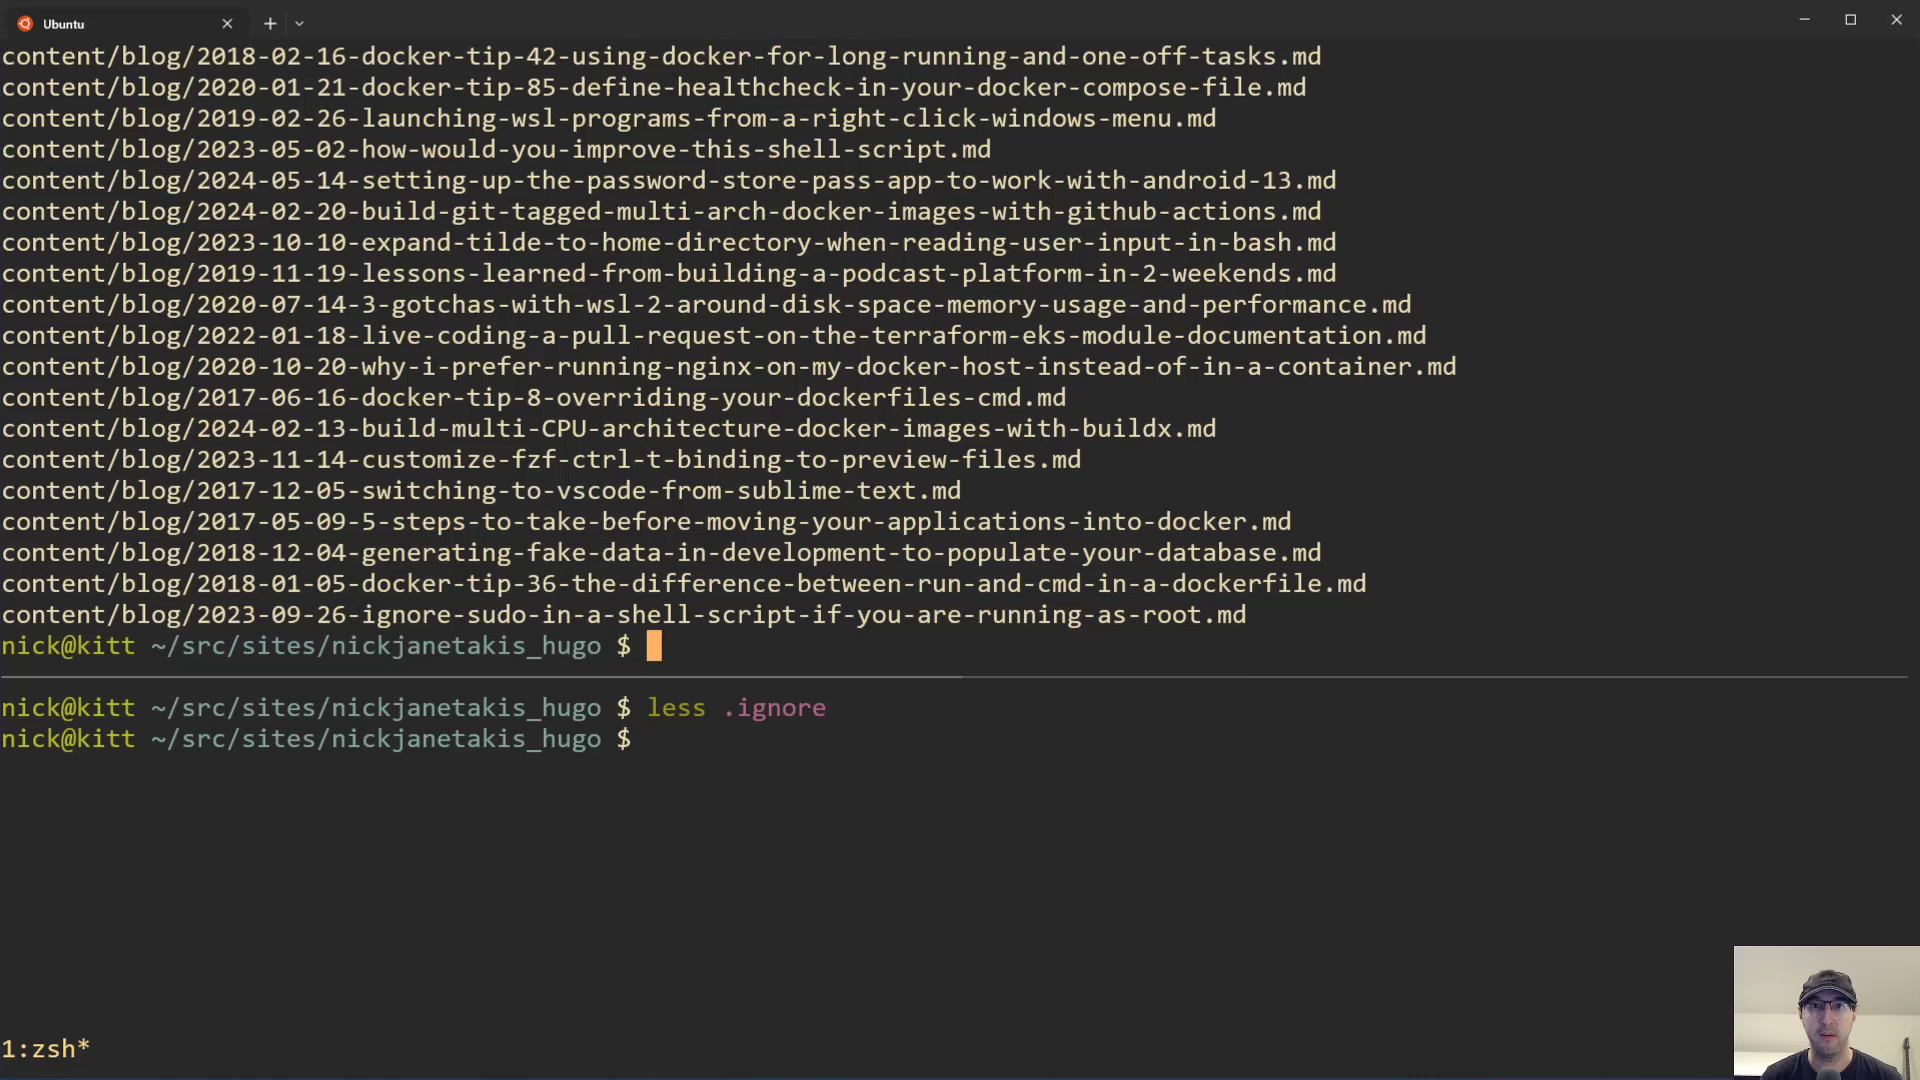 Ubuntu
content/blog/2018-02-16-docker-tip-42-using-docker-for-long-running-and-one-off-tasks.md
content/blog/2020-01-21-docker-tip-85-define-healthcheck-in-your-docker-compose-file.md
content/blog/2019-02-26-launching-wsl-programs-from-a-right-click-windows-menu.md
content/blog/2023-05-02-how-would-you-improve-this-shell-script.md
content/blog/2024-05-14-setting-up-the-password-store-pass-app-to-work-with-android-13.md
content/blog/2024-02-20-build-git-tagged-multi-arch-docker-images-with-github-actions.md
content/blog/2023-10-10-expand-tilde-to-home-directory-when-reading-user-input-in-bash.md
content/blog/2019-11-19-lessons-learned-from-building-a-podcast-platform-in-2-weekends.md
content/blog/2020-07-14-3-gotchas-with-wsl-2-around-disk-space-memory-usage-and-performance.md
content/blog/2022-01-18-live-coding-a-pull-request-on-the-terraform-eks-module-documentation.md
content/blog/2020-10-20-why-i-prefer-running-nginx-on-my-docker-host-instead-of-in-a-container.md
content/blog/2017-06-16-docker-tip-8-overriding-your-dockerfiles-cmd.md
content/blog/2024-02-13-build-multi-CPU-architecture-docker-images-with-buildx.md
content/blog/2023-11-14-customize-fzf-ctrl-t-binding-to-preview-files.md
content/blog/2017-12-05-switching-to-vscode-from-sublime-text.md
content/blog/2017-05-09-5-steps-to-take-before-moving-your-applications-into-docker.md
content/blog/2018-12-04-generating-fake-data-in-development-to-populate-your-database.md
content/blog/2018-01-05-docker-tip-36-the-difference-between-run-and-cmd-in-a-dockerfile.md
content/blog/2023-09-26-ignore-sudo-in-a-shell-script-if-you-are-running-as-root.md
nick@kitt ~/src/sites/nickjanetakis_hugo $
nick@kitt ~/src/sites/nickjanetakis_hugo $ less .ignore
nick@kitt ~/src/sites/nickjanetakis_hugo $
1:zsh*